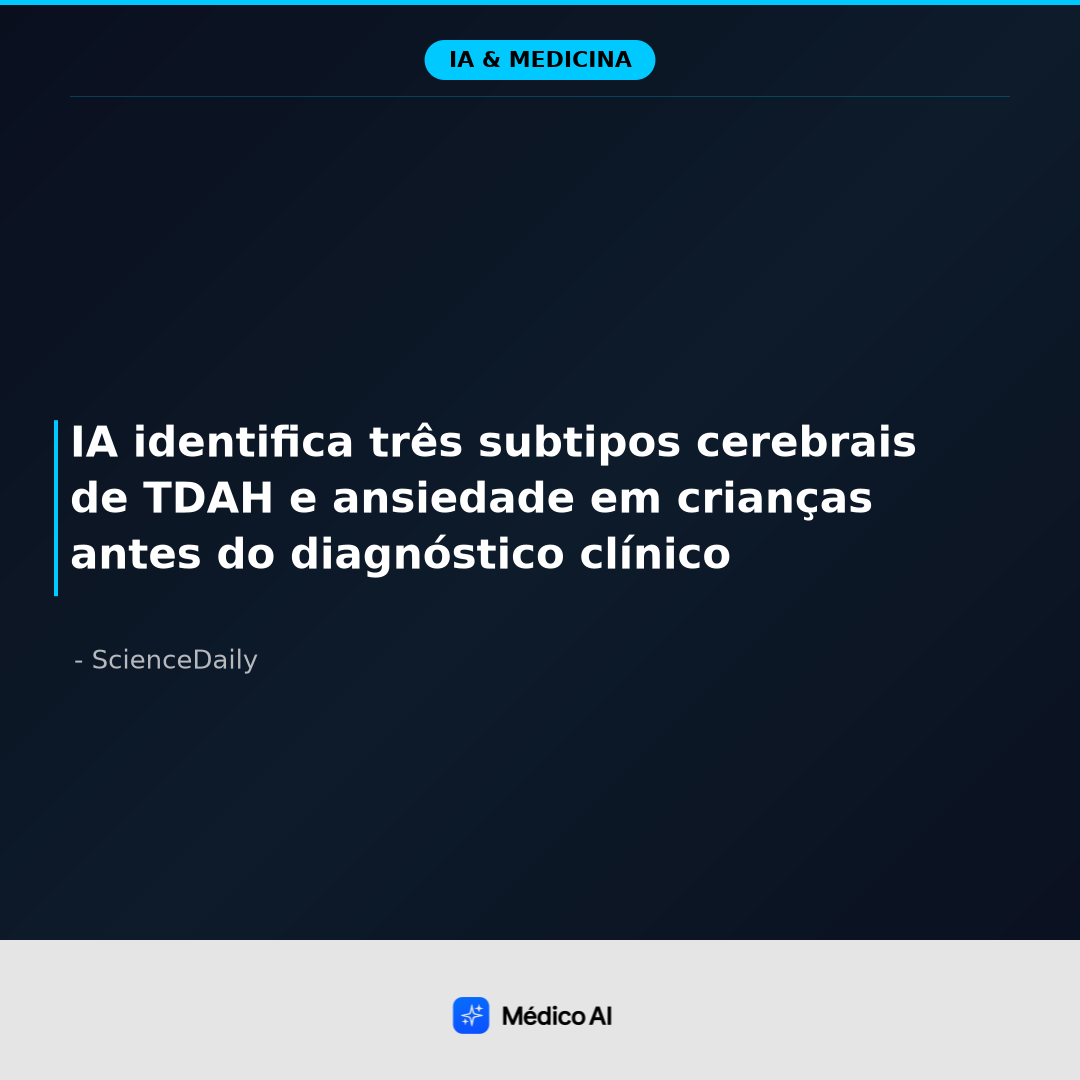 IA & MEDICINA
IA identifica três subtipos cerebrais
de TDAH e ansiedade em crianças
antes do diagnóstico clínico
- ScienceDaily
Médico AI